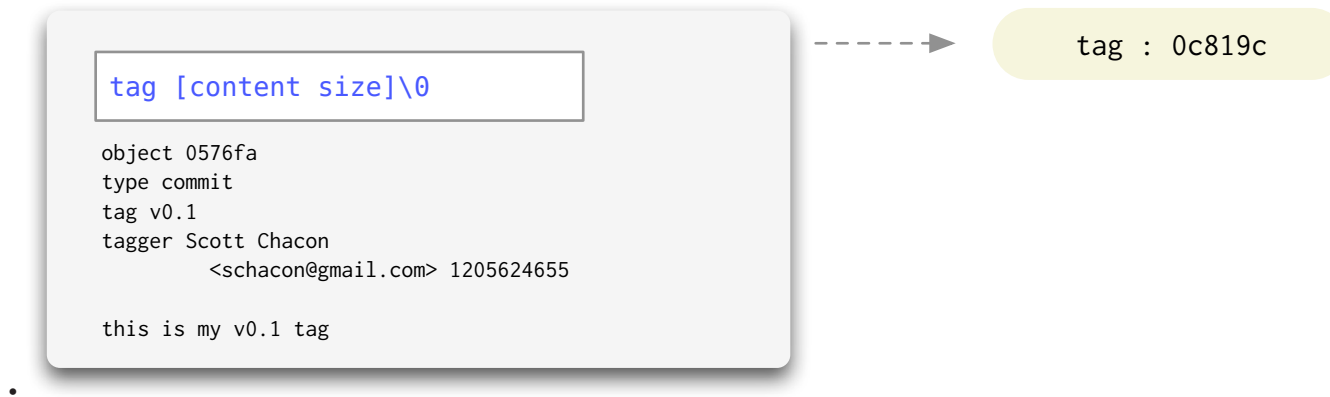 tag [content size]\0
tag : 0c819c
object 0576fa
type commit
tag v0.1
tagger Scott Chacon
<schacon@gmail.com> 1205624655
this is my v0.1 tag